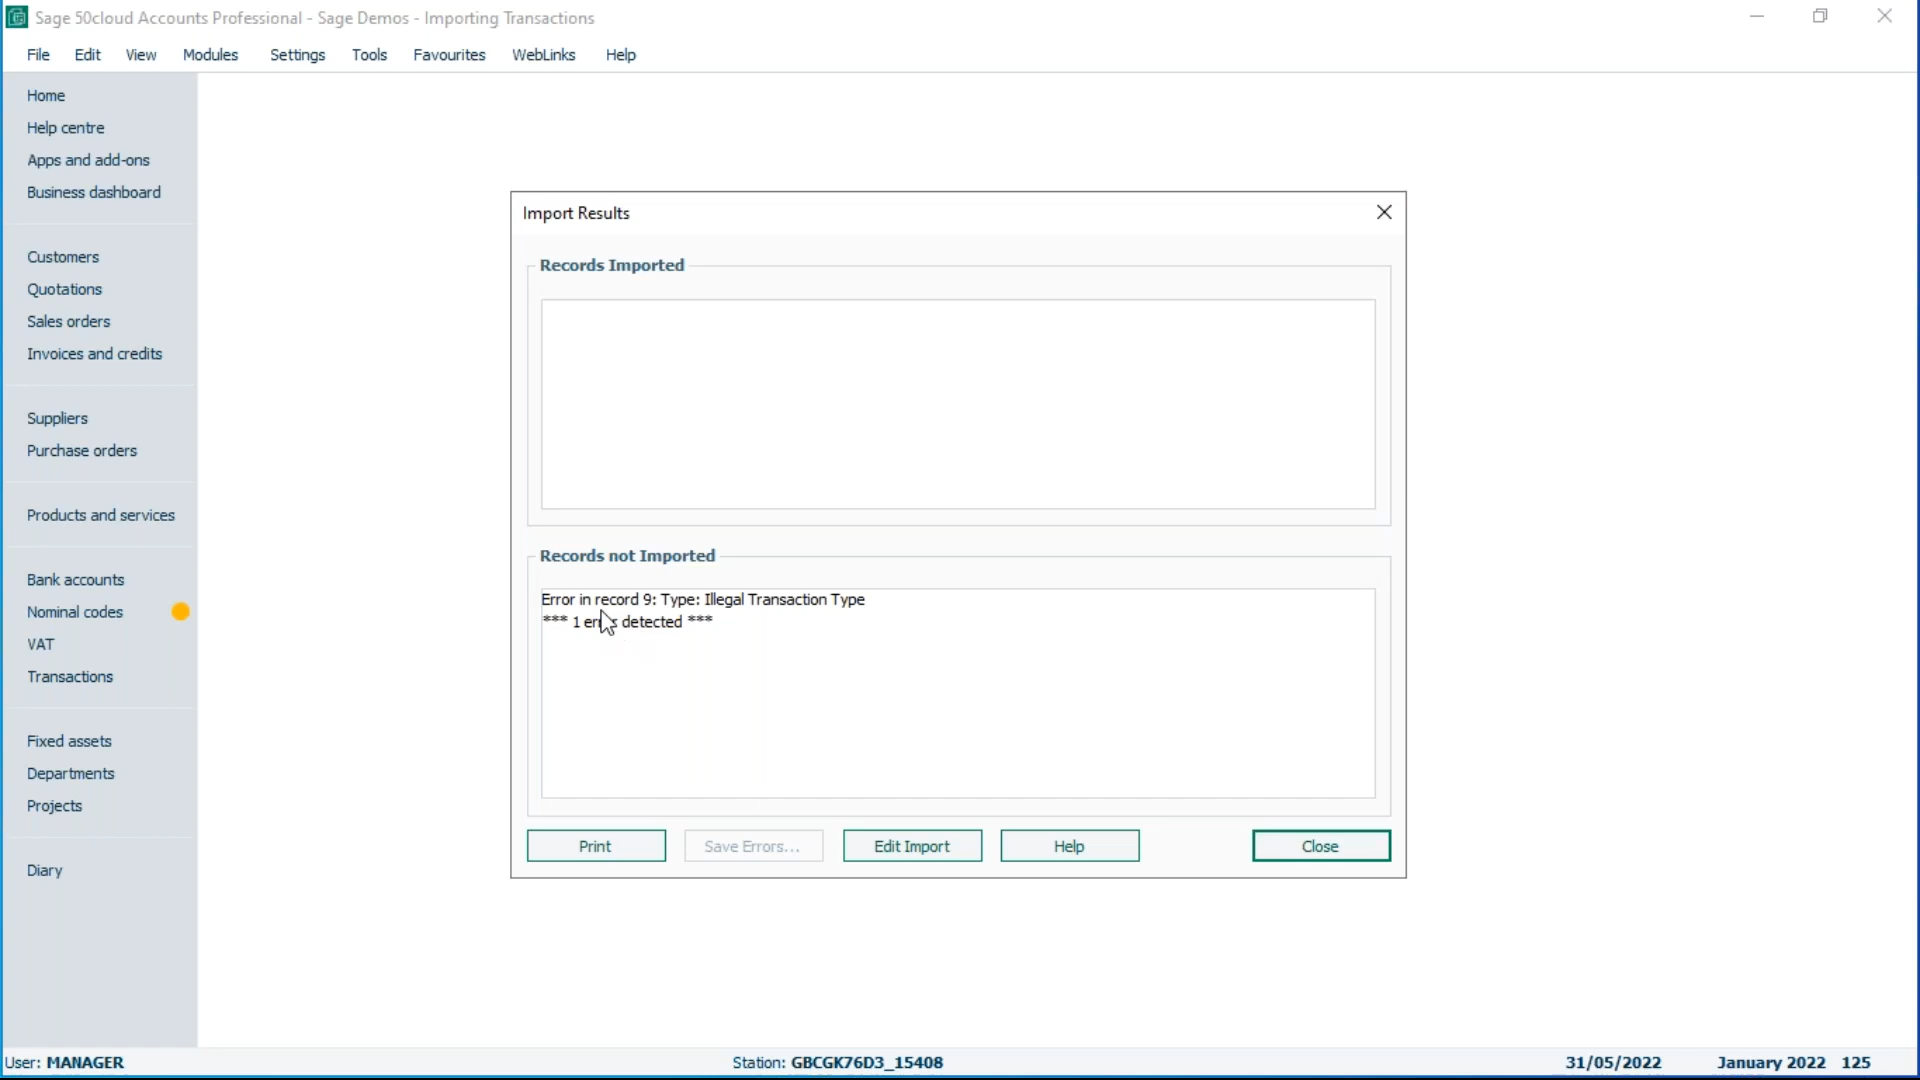 Sage 50cloud Accounts Professional - Sage Demos - Importing Transactions
File Edit View Modules Settings Tools Favourites WebLinks Help
Home
Help centre
Apps and add-ons
Business dashboard
Customers
Quotations
Sales orders
Invoices and credits
Suppliers
Purchase orders
Products and services
Bank accounts
Nominal codes
VAT
Transactions
Fixed assets
Departments
Projects
Diary
Import Results
Records Imported
Records not Imported
Error in record 9: Type: Illegal Transaction Type
*** 1 errors detected ***
Print Save Errors... Edit Import Help Close
User: MANAGER Station: GBCGK76D3_15408 31/05/2022 January 2022 125